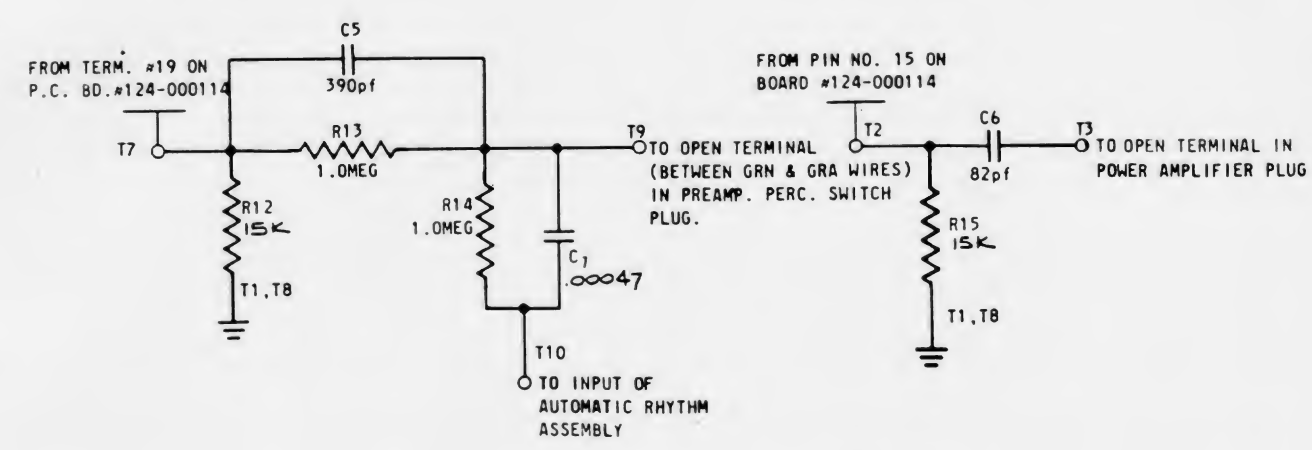 C5
390pf
FROM TERM. #19 ON
P.C. BD.#124-000114
T7
R13
1.0MEG
R12
15K
T1,T8
R14
1.0MEG
C7
.00047
T10
TO INPUT OF
AUTOMATIC RHYTHM
ASSEMBLY
T9
TO OPEN TERMINAL
(BETWEEN GRN & GRA WIRES)
IN PREAMP. PERC. SWITCH
PLUG.
FROM PIN NO. 15 ON
BOARD #124-000114
T2
C6
82pf
T3
TO OPEN TERMINAL IN
POWER AMPLIFIER PLUG
R15
15K
T1,T8